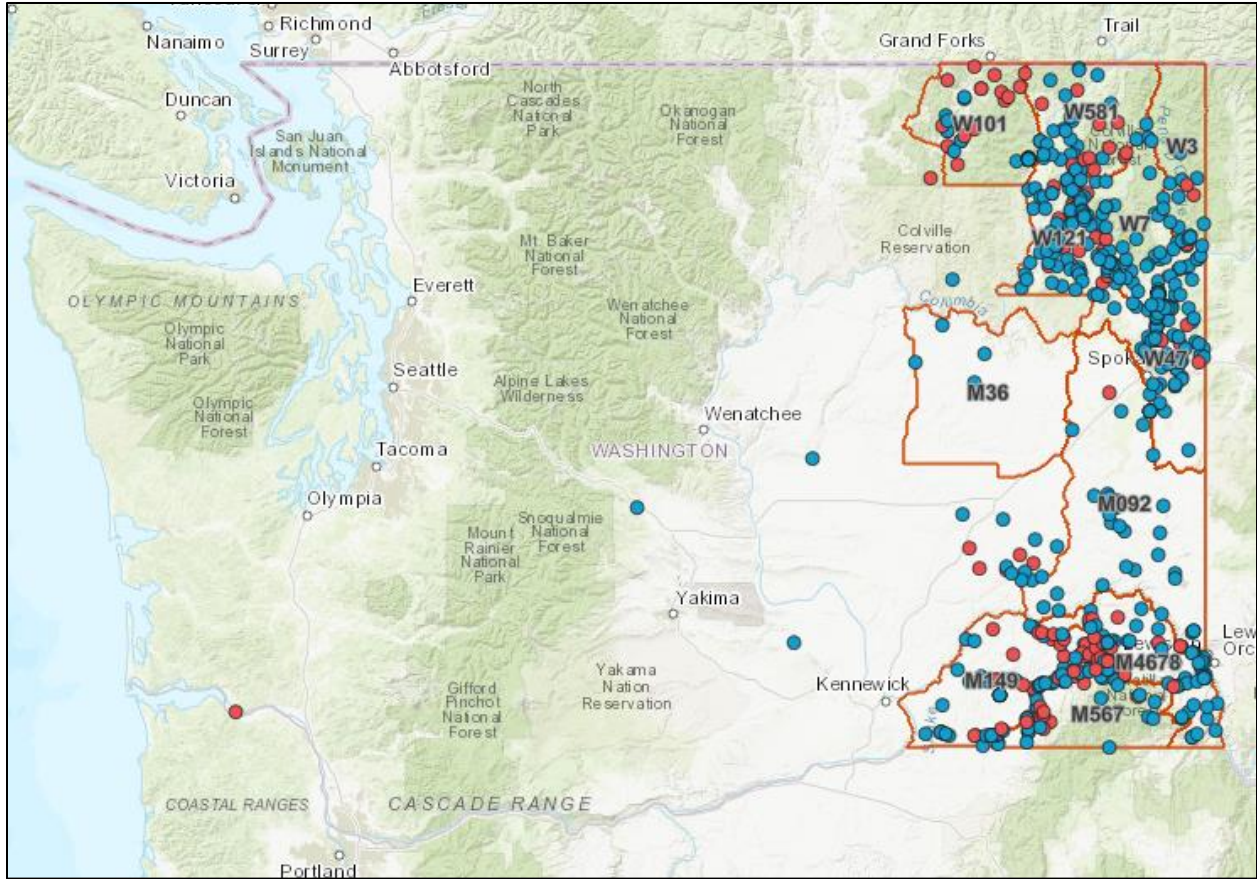 Richmond
Nanaimo
Surrey
Abbotsford
Grand Forks
Trail
Duncan
San Juan
Islands National
Monument
Victoria
North
Cascades
National
Park
Okanogan
National
Forest
W101
W581
W3
Colville
Reservation
W121
W7
Mt Baker
National
Forest
Everett
OLYMPIC MOUNTAINS
Olympic
National
Park
Wenatchee
National
Forest
Columbia
Seattle
Alpine Lakes
Wilderness
Spoka
W47
M36
Olympic
National
Forest
Wenatchee
WASHINGTON
Tacoma
Olympia
M092
Snoqualmie
National
Forest
Mount
Rainier
National
Park
Yakima
Lew
Orc
M4678
Yakama
Nation
Reservation
Kennewick
M149
M567
Gifford
Pinchot
National
Forest
COASTAL RANGES
CASCADE RANGE
Portland